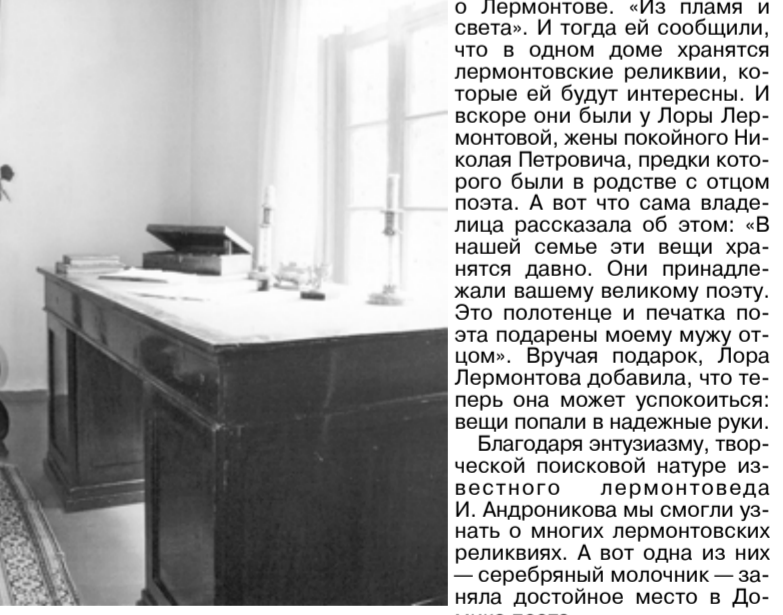 о Лермонтове. «Из пламя и
света». И тогда ей сообщили,
что в одном доме хранятся
лермонтовские реликвии, ко-
торые ей будут интересны. И
вскоре они были у Лоры Лер-
монтовой, жены покойного Ни-
колая Петровича, предки кото-
рого были в родстве с отцом
поэта. А вот что сама владе-
лица рассказала об этом: «В
нашей семье эти вещи хра-
нятся давно. Они принадле-
жали вашему великому поэту.
Это полотенце и печатка по-
эта подарены моему мужу от-
цом». Вручая подарок, Лора
Лермонтова добавила, что те-
перь она может успокоиться:
вещи попали в надежные руки.
Благодаря энтузиазму, твор-
ческой поисковой натуре из-
вестного лермонтоведа
И. Андроникова мы смогли уз-
нать о многих лермонтовских
реликвиях. А вот одна из них
— серебряный молочник — за-
няла достойное место в До-